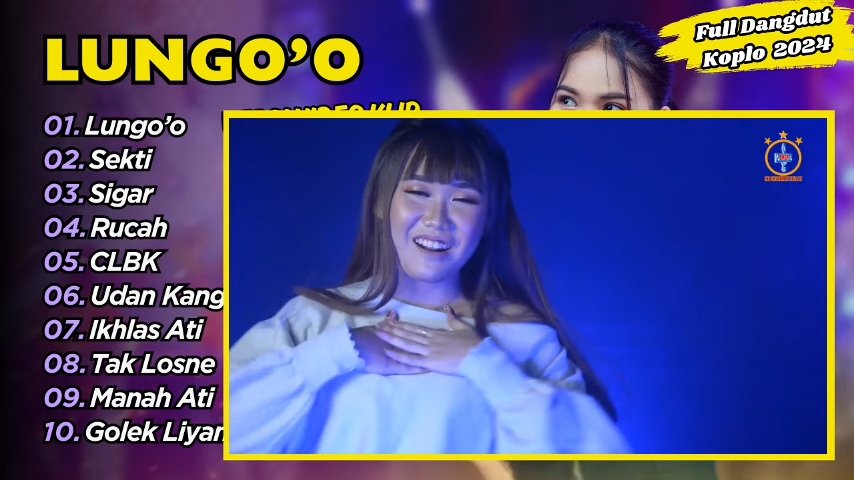 LUNGO’O
Full Dangdut
Koplo 2024
01. Lungo’o
02. Sekti
03. Sigar
04. Rucah
05. CLBK
06. Udan Kang
07. Ikhlas Ati
08. Tak Losne
09. Manah Ati
10. Golek Liyan